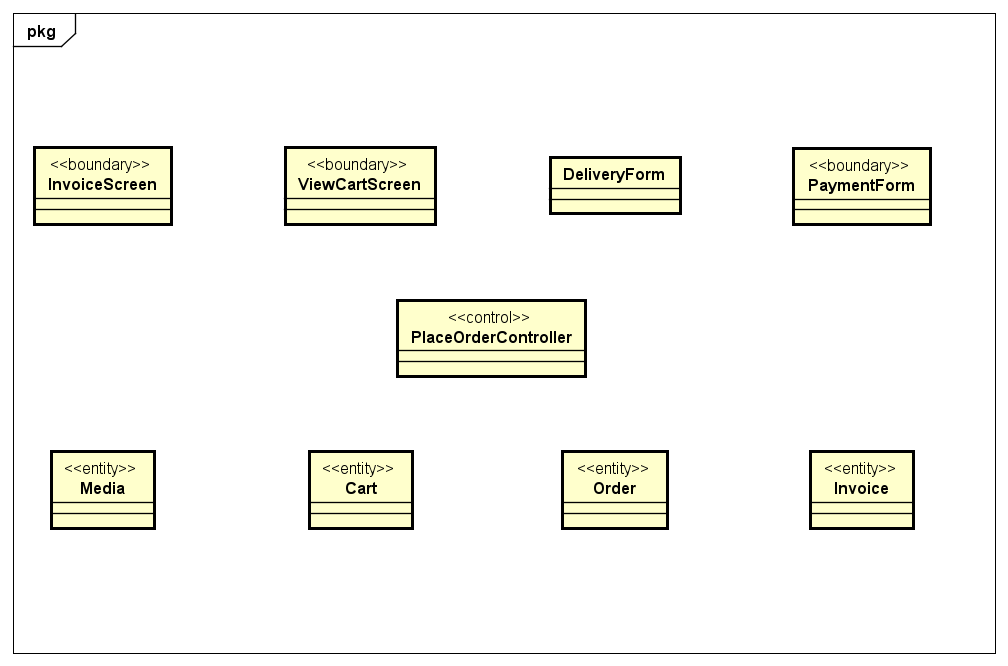 pkg
<<boundary>>
InvoiceScreen
<<boundary>>
ViewCartScreen
DeliveryForm
<<boundary>>
PaymentForm
<<control>>
PlaceOrderController
<<entity>>
Media
<<entity>>
Cart
<<entity>>
Order
<<entity>>
Invoice